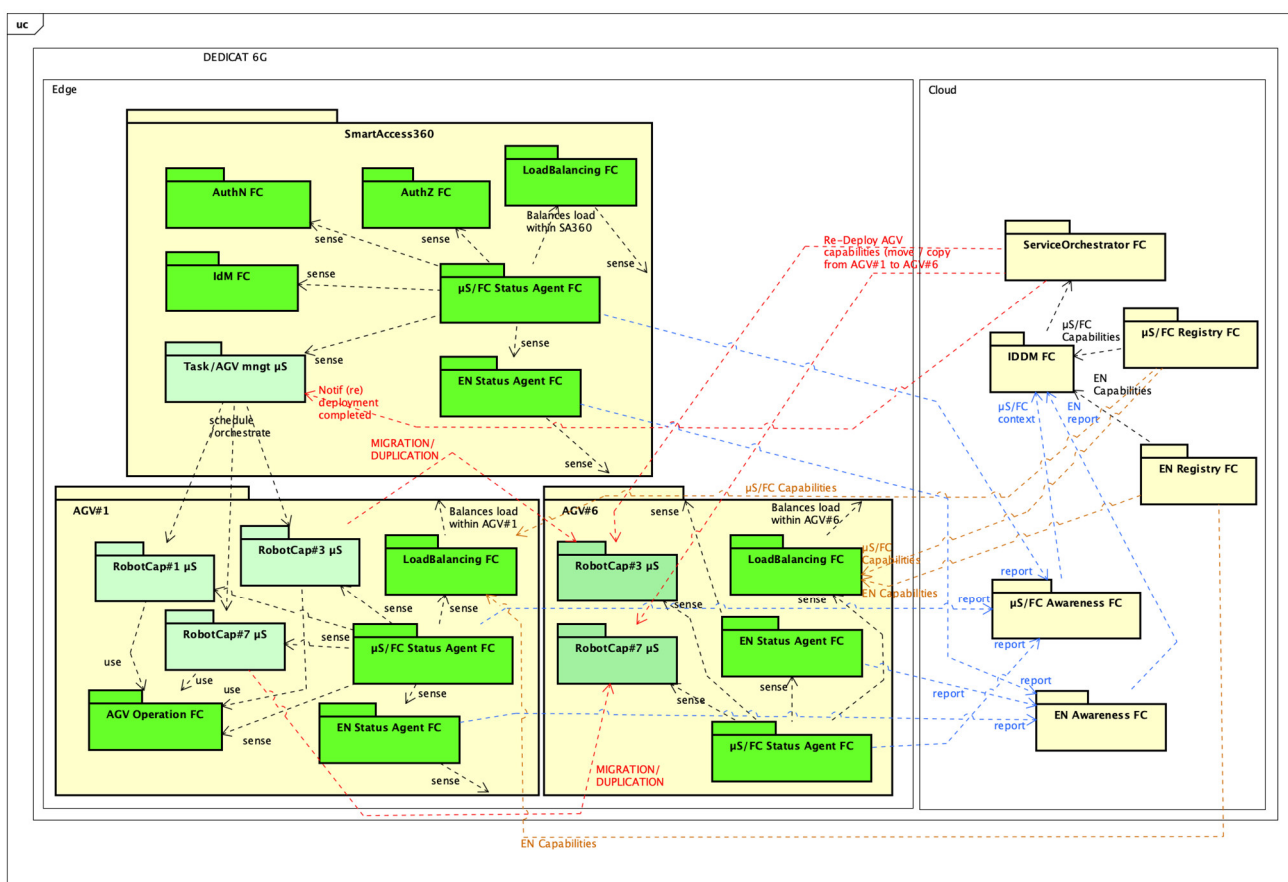 uc
DEDICAT 6G
Edge
Cloud
SmartAccess360
LoadBalancing FC
AuthN FC
AuthZ FC
Balances load
within SA360
sense
sense
sense
IdM FC
sense
µS/FC Status Agent FC
Re-Deploy AGV
capabilities (move / copy
from AGV#1 to AGV#6
ServiceOrchestrator FC
µS/FC
Capabilities
µS/FC Registry FC
IDDM FC
EN
Capabilities
sense
sense
Task/AGV mngt µS
EN Status Agent FC
Notif (re)
deployment
completed
µS/FC
context
EN
report
schedule
/orchestrate
MIGRATION/
DUPLICATION
sense
EN Registry FC
AGV#1
Balances load
within AGV#1
µS/FC Capabilities
AGV#6
sense
Balances load
within AGV#6
RobotCap#3 µS
LoadBalancing FC
RobotCap#1 µS
RobotCap#3 µS
LoadBalancing FC
µS/FC
Capabilities
EN Capabilities
report
µS/FC Awareness FC
report
sense
sense
sense
sense
RobotCap#7 µS
sense
µS/FC Status Agent FC
RobotCap#7 µS
EN Status Agent FC
report
use
use
use
sense
sense
report
report
AGV Operation FC
EN Status Agent FC
EN Awareness FC
report
sense
µS/FC Status Agent FC
sense
MIGRATION/
DUPLICATION
EN Capabilities